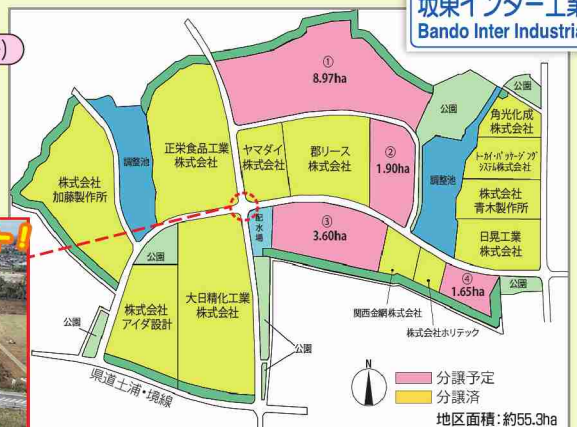 坂東インター工業
Bando Inter Industria
①
8.97ha
公園
公園
角光化成
株式会社
正栄食品工業
株式会社
ヤマダイ
株式会社
郡リース
株式会社
②
1.90ha
トーカイ・パッケージング
システム株式会社
調整池
調整池
株式会社
加藤製作所
株式会社
青木製作所
日晃工業
株式会社
配水場
③
3.60ha
公園
④
1.65ha
公園
大日精化工業
株式会社
株式会社
アイダ設計
関西金網株式会社
株式会社ホリテック
公園
公園
県道土浦・境線
N
分譲予定
分譲済
地区面積：約55.3ha